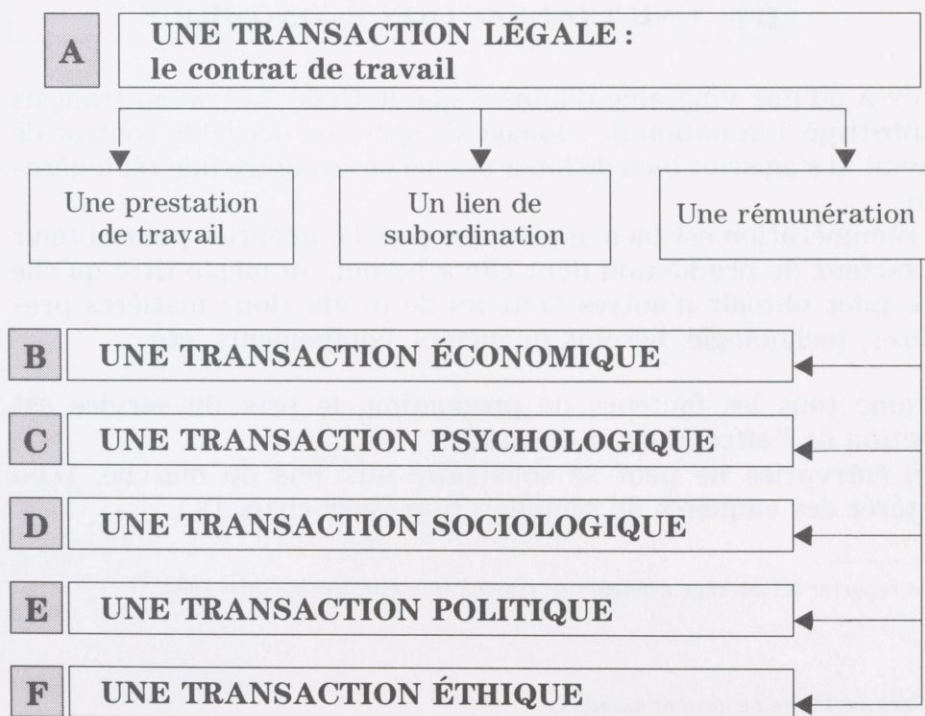 A
UNE TRANSACTION LÉGALE :
le contrat de travail
Une prestation
de travail
Un lien de
subordination
Une rémunération
B UNE TRANSACTION ÉCONOMIQUE
C UNE TRANSACTION PSYCHOLOGIQUE
D UNE TRANSACTION SOCIOLOGIQUE
E UNE TRANSACTION POLITIQUE
F UNE TRANSACTION ÉTHIQUE